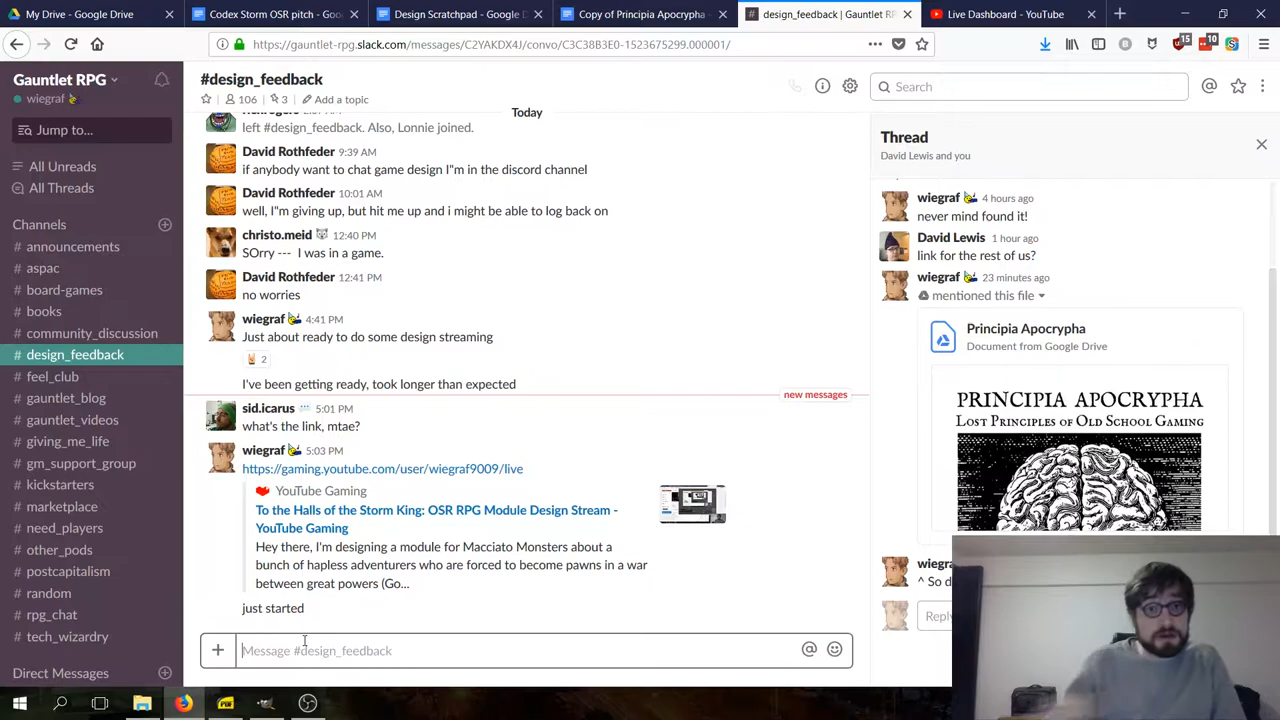 My Drive - Google Drive
Codex Storm OSR pitch - Goo
Design Scratchpad - Google D
Copy of Principia Apocrypha -
#design_feedback | Gauntlet R
Live Dashboard - YouTube
https://gauntlet-rpg.slack.com/messages/C2YAKDX4J/convo/C3C38B3E0-1523675299.000001/
15
10
Gauntlet RPG
wiegraf
Jump to...
All Unreads
All Threads
Channels
# announcements
# aspac
# board-games
# books
# community_discussion
# design_feedback
# feel_club
# gauntlet_blog
# gauntlet_videos
# giving_me_life
# gm_support_group
# kickstarters
# marketplace
# need_players
# other_pods
# postcapitalism
# random
# rpg_chat
# tech_wizardry
Direct Messages
#design_feedback
106
3
Add a topic
Search
Today
left #design_feedback. Also, Lonnie joined.
David Rothfeder 9:39 AM
if anybody want to chat game design I"m in the discord channel
David Rothfeder 10:01 AM
well, I"m giving up, but hit me up and i might be able to log back on
christo.meid 12:40 PM
SOrry --- I was in a game.
David Rothfeder 12:41 PM
no worries
wiegraf 4:41 PM
Just about ready to do some design streaming
2
I've been getting ready, took longer than expected
new messages
sid.icarus 5:01 PM
what's the link, mtae?
wiegraf 5:03 PM
https://gaming.youtube.com/user/wiegraf9009/live
YouTube Gaming
To the Halls of the Storm King: OSR RPG Module Design Stream -
YouTube Gaming
Hey there, I'm designing a module for Macciato Monsters about a
bunch of hapless adventurers who are forced to become pawns in a war
between great powers (Go...
just started
Message #design_feedback
Thread
David Lewis and you
wiegraf 4 hours ago
never mind found it!
David Lewis 1 hour ago
link for the rest of us?
wiegraf 23 minutes ago
mentioned this file
Principia Apocrypha
Document from Google Drive
PRINCIPIA APOCRYPHA
LOST PRINCIPLES OF OLD SCHOOL GAMING
wiegraf
^ So d
Reply